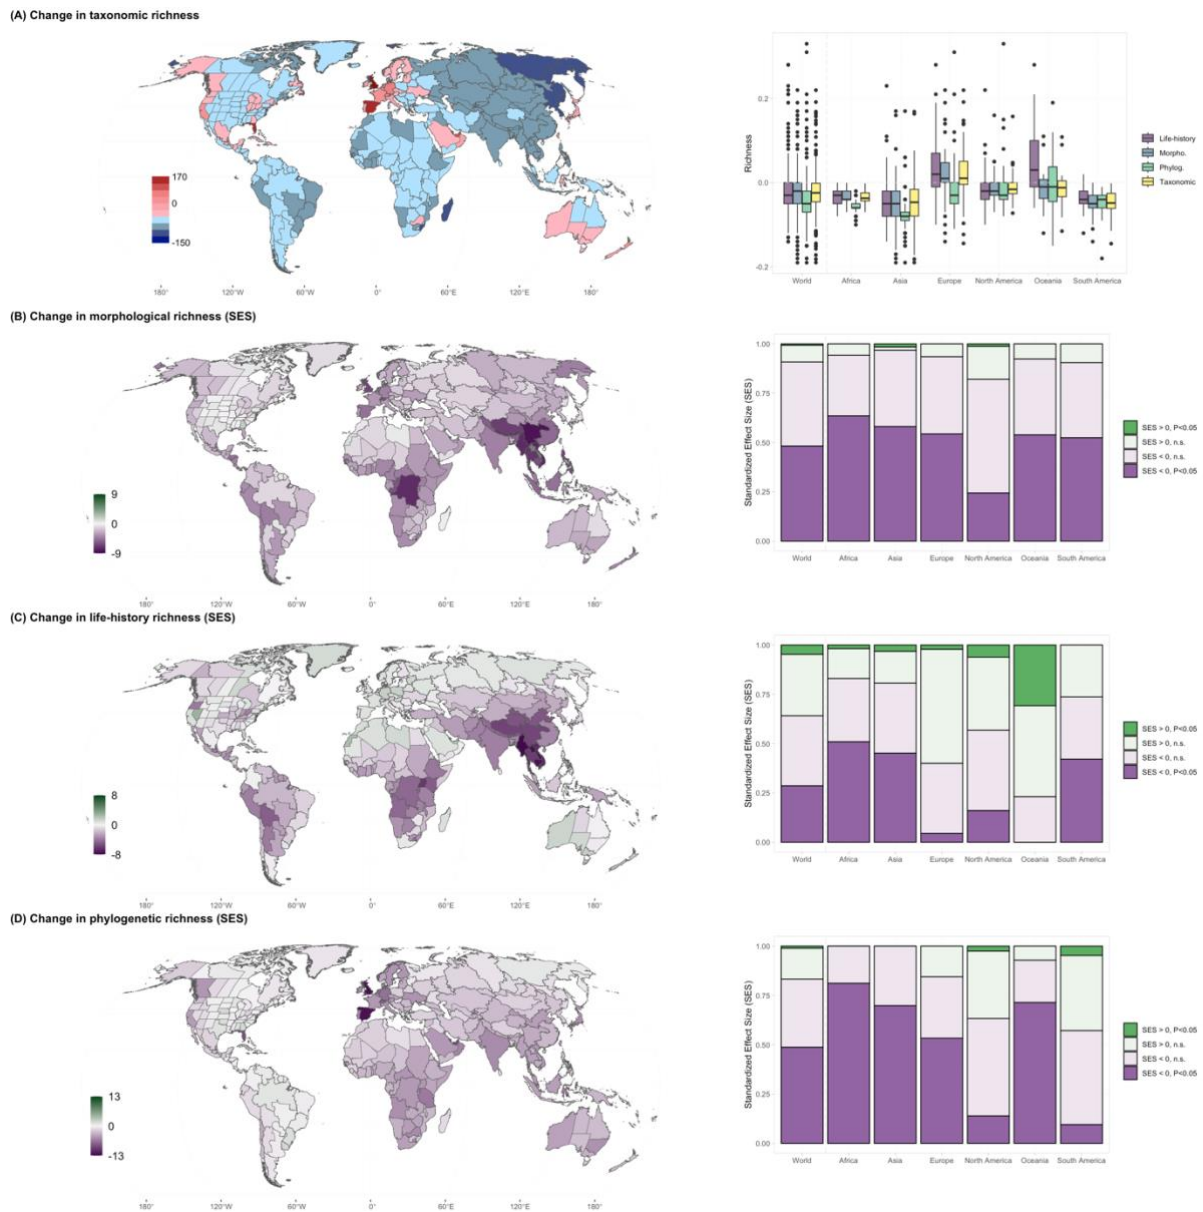 (A) Change in taxonomic richness
170
0
-150
180°
120°W
60°W
0°
60°E
120°E
180°
Richness
0.2
0.0
-0.2
World
Africa
Asia
Europe
North America
Oceania
South America
Life-history
Morpho.
Phylog.
Taxonomic
(B) Change in morphological richness (SES)
9
0
-9
180°
120°W
60°W
0°
60°E
120°E
180°
Standardized Effect Size (SES)
1.00
0.75
0.50
0.25
0.00
World
Africa
Asia
Europe
North America
Oceania
South America
SES > 0, P<0.05
SES > 0, n.s.
SES < 0, n.s.
SES < 0, P<0.05
(C) Change in life-history richness (SES)
8
0
-8
180°
120°W
60°W
0°
60°E
120°E
180°
Standardized Effect Size (SES)
1.00
0.75
0.50
0.25
0.00
World
Africa
Asia
Europe
North America
Oceania
South America
SES > 0, P<0.05
SES > 0, n.s.
SES < 0, n.s.
SES < 0, P<0.05
(D) Change in phylogenetic richness (SES)
13
0
-13
180°
120°W
60°W
0°
60°E
120°E
180°
Standardized Effect Size (SES)
1.00
0.75
0.50
0.25
0.00
World
Africa
Asia
Europe
North America
Oceania
South America
SES > 0, P<0.05
SES > 0, n.s.
SES < 0, n.s.
SES < 0, P<0.05